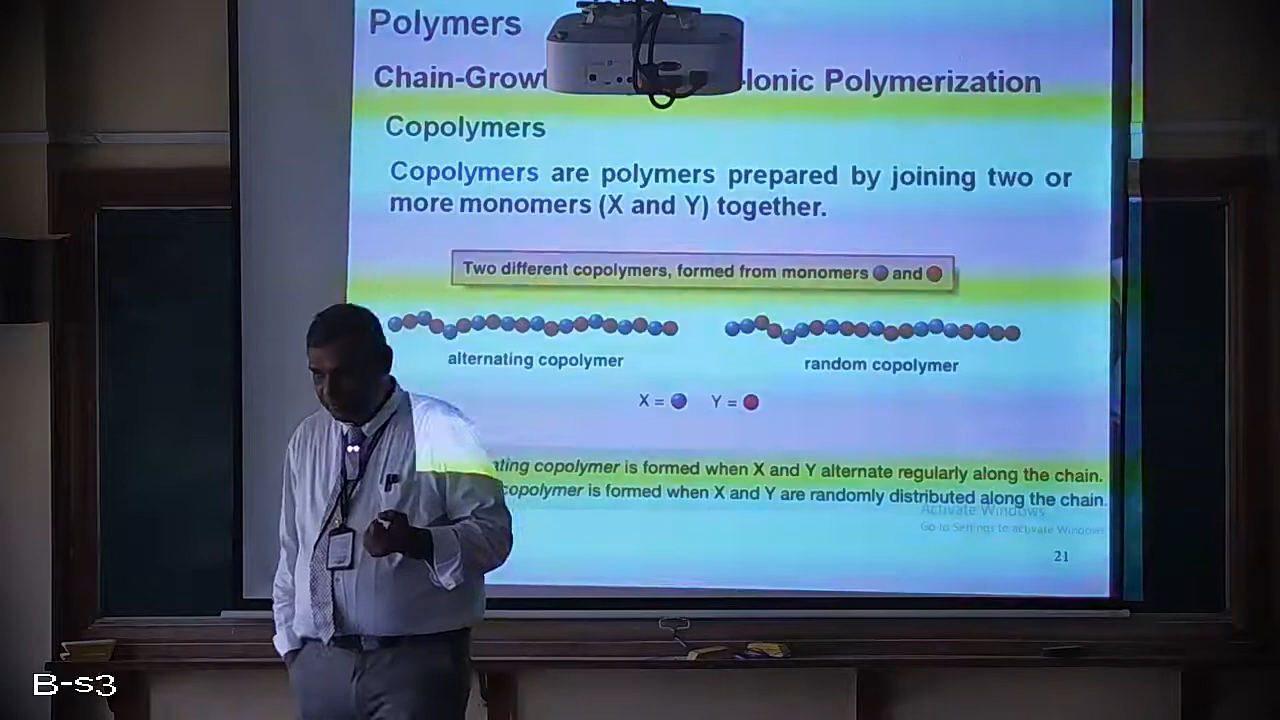 Polymers
Chain-Growt -Ionic Polymerization
Copolymers
Copolymers are polymers prepared by joining two or
more monomers (X and Y) together.
Two different copolymers, formed from monomers and
alternating copolymer
random copolymer
X = Y =
ating copolymer is formed when X and Y alternate regularly along the chain.
copolymer is formed when X and Y are randomly distributed along the chain.
Activate Windows
Go to Settings to activate Windows
21
B-s3